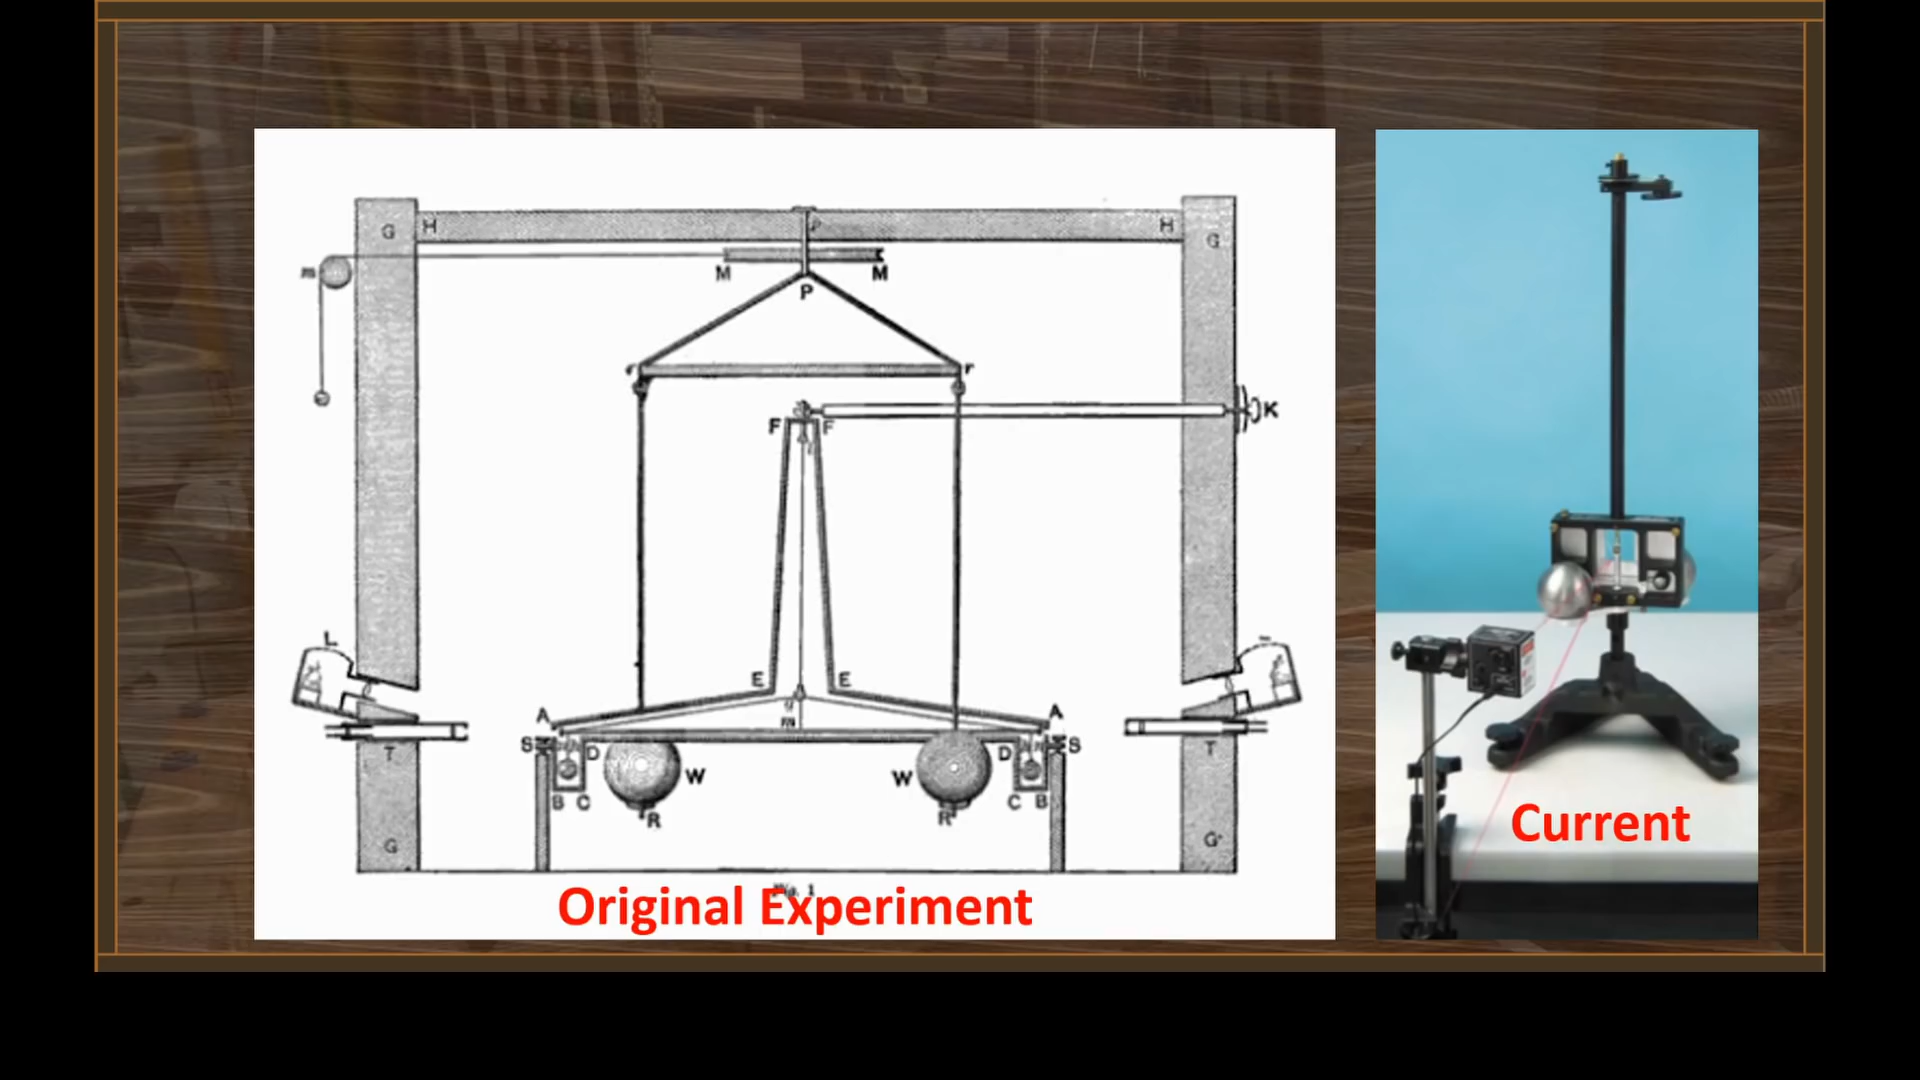 G H P H G
m M M
P
r r
F F K
L
E E
A A
S D D S
W W
T T
B C C B
R R
G G
Original Experiment
Current